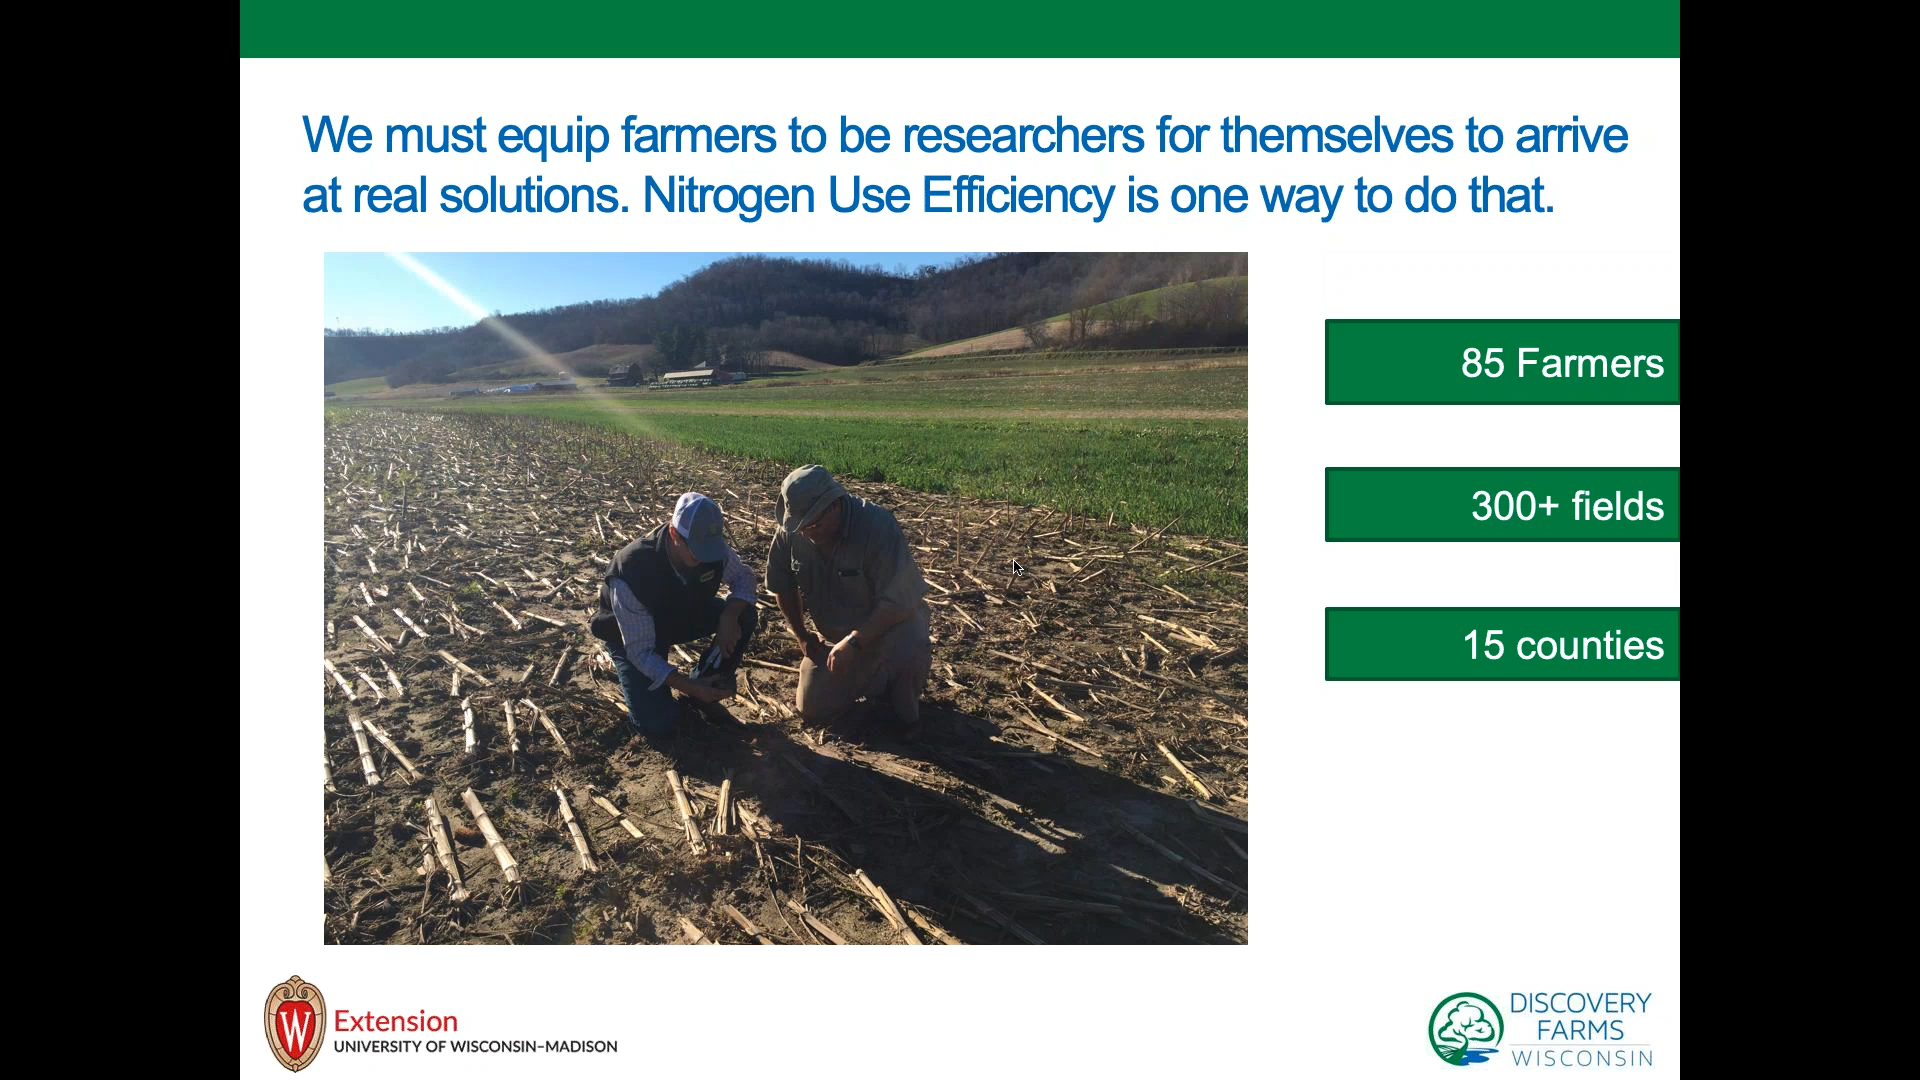 We must equip farmers to be researchers for themselves to arrive
at real solutions. Nitrogen Use Efficiency is one way to do that.
85 Farmers
300+ fields
15 counties
W
Extension
UNIVERSITY OF WISCONSIN–MADISON
DISCOVERY
FARMS
WISCONSIN